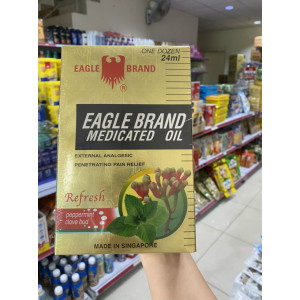 ONE DOZEN
24ml
EAGLE BRAND
®
EAGLE BRAND
MEDICATED OIL
EXTERNAL ANALGESIC
PENETRATING PAIN RELIEF
Refresh
peppermint
clove bud
MADE IN SINGAPORE